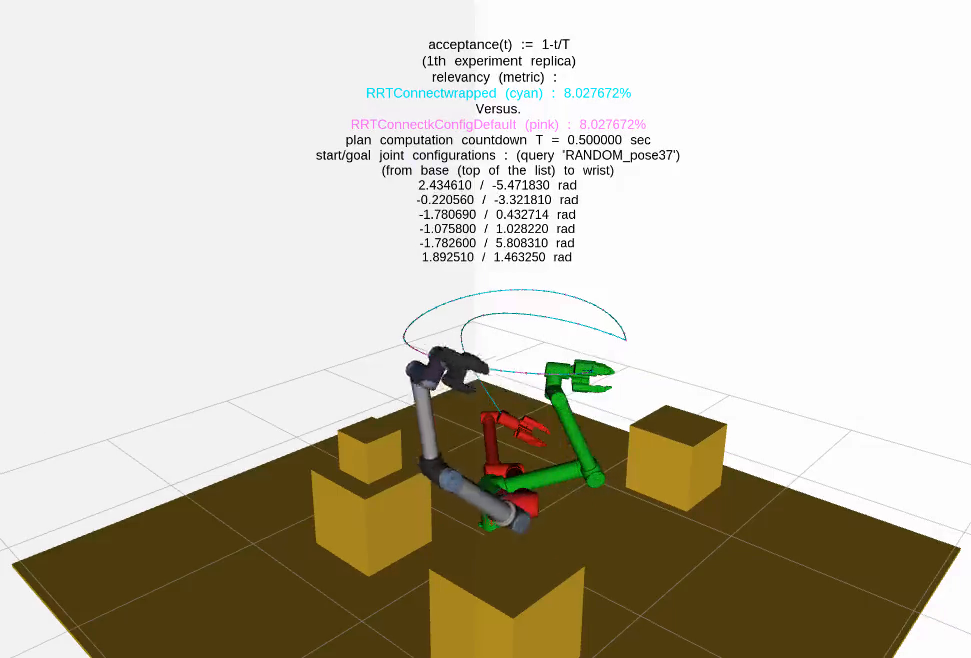 acceptance(t) := 1-t/T
(1th experiment replica)
relevancy (metric) :
RRTConnectwrapped (cyan) : 8.027672%
Versus.
RRTConnectkConfigDefault (pink) : 8.027672%
plan computation countdown T = 0.500000 sec
start/goal joint configurations : (query 'RANDOM_pose37')
(from base (top of the list) to wrist)
2.434610 / -5.471830 rad
-0.220560 / -3.321810 rad
-1.780690 / 0.432714 rad
-1.075800 / 1.028220 rad
-1.782600 / 5.808310 rad
1.892510 / 1.463250 rad